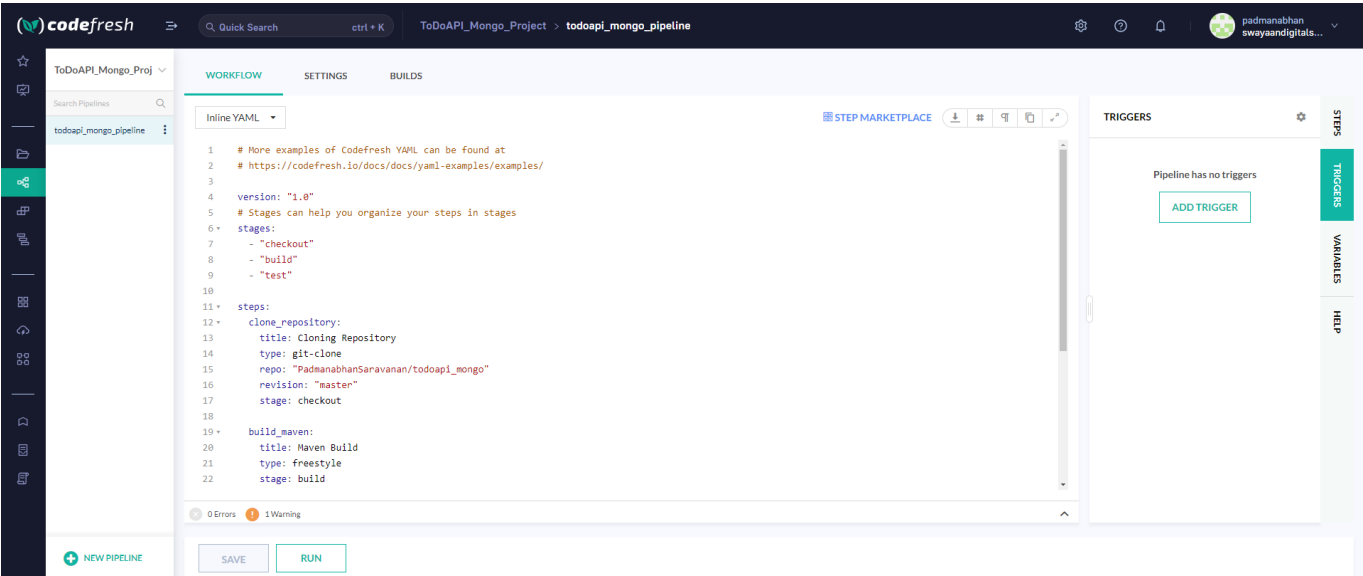 codefresh
Quick Search ctrl + K
ToDoAPI_Mongo_Project > todoapi_mongo_pipeline
padmanabhan
swayaandigitals...
ToDoAPI_Mongo_Proj
Search Pipelines
todoapi_mongo_pipeline
NEW PIPELINE
WORKFLOW SETTINGS BUILDS
Inline YAML
STEP MARKETPLACE
1 # More examples of Codefresh YAML can be found at
2 # https://codefresh.io/docs/docs/yaml-examples/examples/
3
4 version: "1.0"
5 # Stages can help you organize your steps in stages
6 stages:
7 - "checkout"
8 - "build"
9 - "test"
10
11 steps:
12 clone_repository:
13 title: Cloning Repository
14 type: git-clone
15 repo: "PadmanabhanSaravanan/todoapi_mongo"
16 revision: "master"
17 stage: checkout
18
19 build_maven:
20 title: Maven Build
21 type: freestyle
22 stage: build
0 Errors 1 Warning
SAVE RUN
TRIGGERS
Pipeline has no triggers
ADD TRIGGER
STEPS
TRIGGERS
VARIABLES
HELP